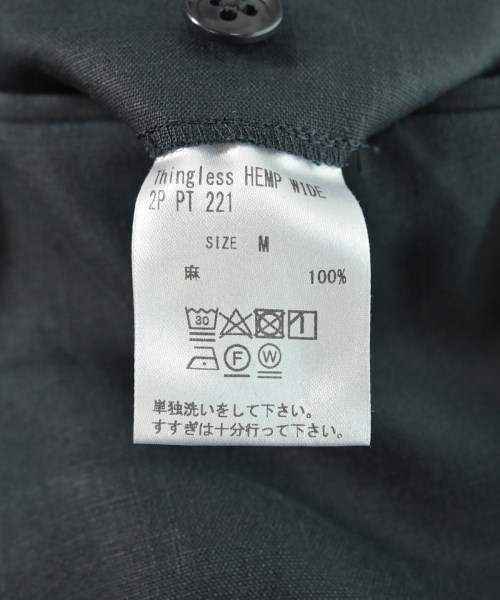 Thingless HEMP WIDE
2P PT 221
SIZE M
麻 100%
30
F W
単独洗いをして下さい。
すすぎは十分行って下さい。